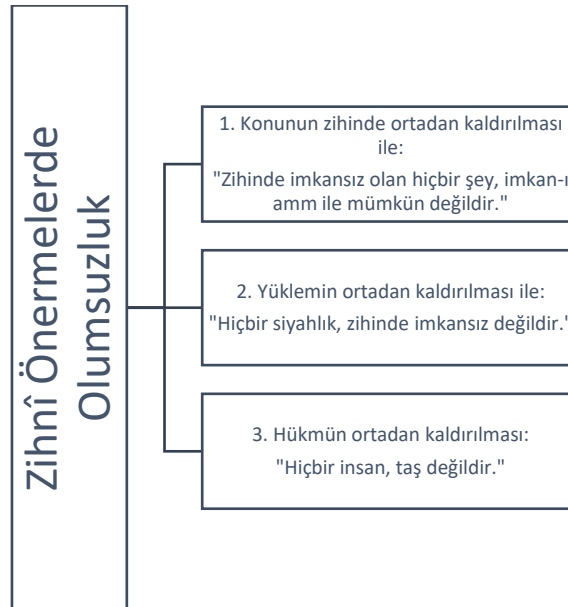 Zihnî Önermelerde
Olumsuzluk
1. Konunun zihinde ortadan kaldırılması
ile:
"Zihinde imkansız olan hiçbir şey, imkan-ı
amm ile mümkün değildir."
2. Yüklemin ortadan kaldırılması ile:
"Hiçbir siyahlık, zihinde imkansız değildir."
3. Hükmün ortadan kaldırılması:
"Hiçbir insan, taş değildir."